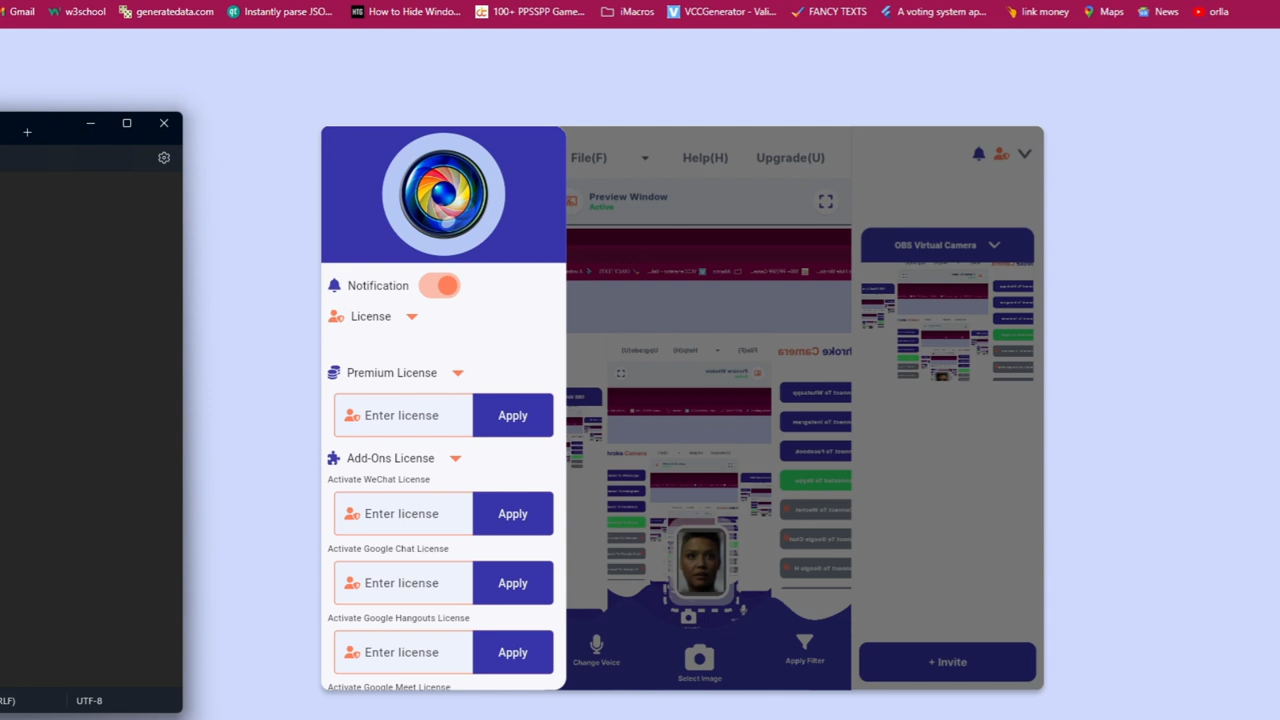 Gmail
w3school
generatedata.com
Instantly parse JSO...
How to Hide Windo...
100+ PPSSPP Game...
iMacros
VCCGenerator - Vali...
FANCY TEXTS
A voting system ap...
link money
Maps
News
orlla
File(F)
Help(H)
Upgrade(U)
Preview Window
Active
OBS Virtual Camera
Notification
License
Premium License
Enter license
Apply
Add-Ons License
Activate WeChat License
Enter license
Apply
Activate Google Chat License
Enter license
Apply
Activate Google Hangouts License
Enter license
Apply
Activate Google Meet License
Change Voice
Select Image
Apply Filter
+ Invite
RLF)
UTF-8